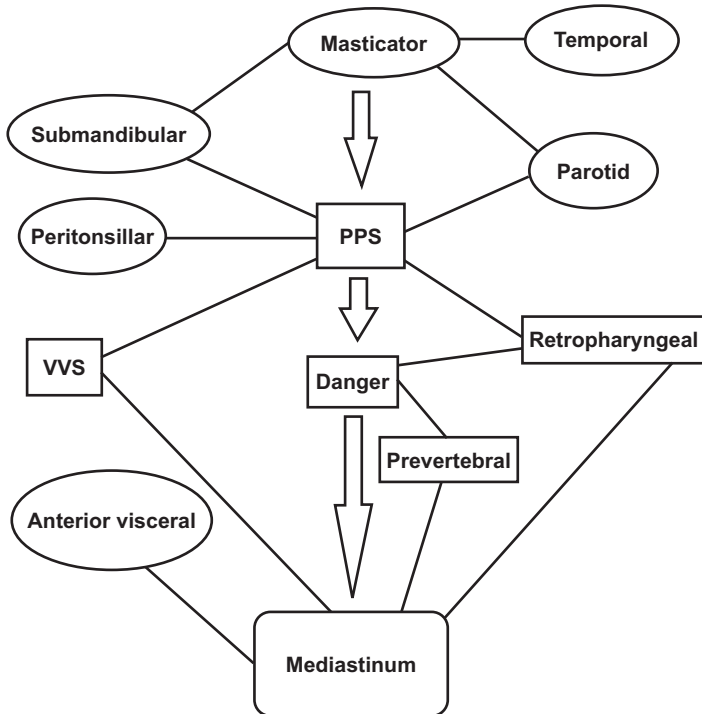 Masticator
Temporal
Submandibular
Parotid
Peritonsillar
PPS
Retropharyngeal
VVS
Danger
Prevertebral
Anterior visceral
Mediastinum